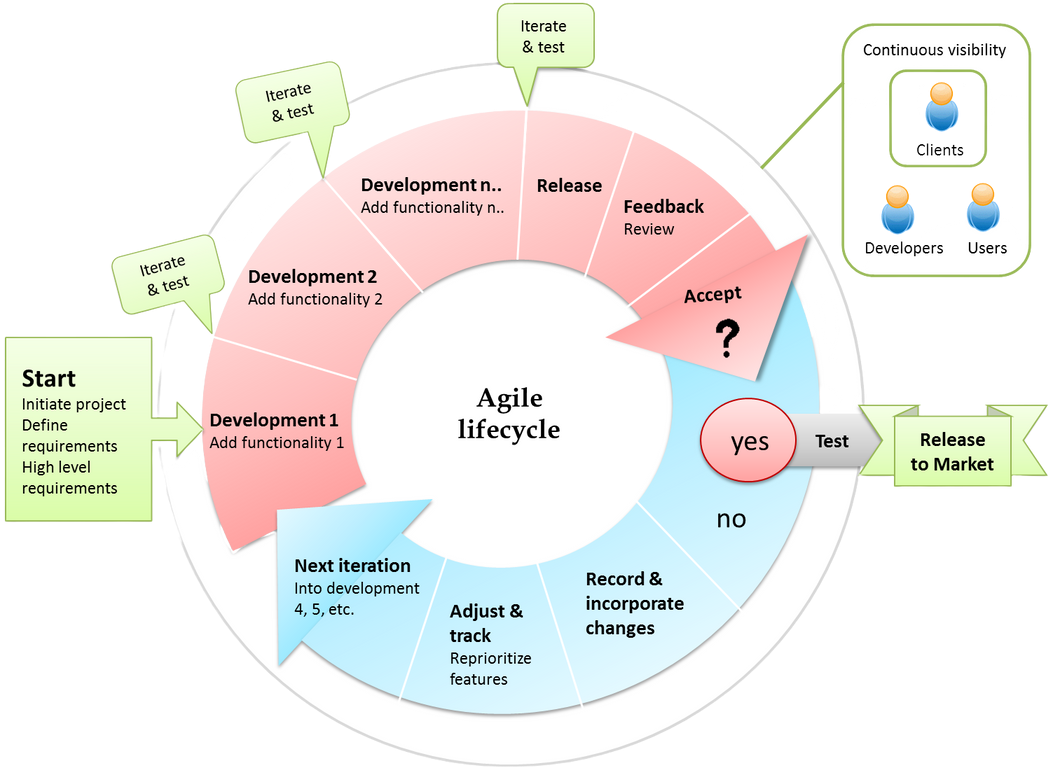 Iterate
& test
Iterate
& test
Iterate
& test
Continuous visibility
Clients
Developers
Users
Start
Initiate project
Define
requirements
High level
requirements
Development 1
Add functionality 1
Development 2
Add functionality 2
Development n..
Add functionality n..
Release
Feedback
Review
Accept
?
Agile
lifecycle
yes
Test
Release
to Market
no
Record &
incorporate
changes
Adjust &
track
Reprioritize
features
Next iteration
Into development
4, 5, etc.